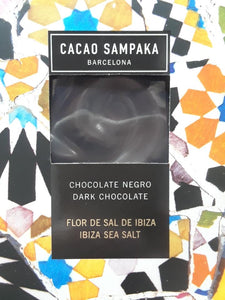 CACAO SAMPAKA
BARCELONA
CHOCOLATE NEGRO
DARK CHOCOLATE
FLOR DE SAL DE IBIZA
IBIZA SEA SALT